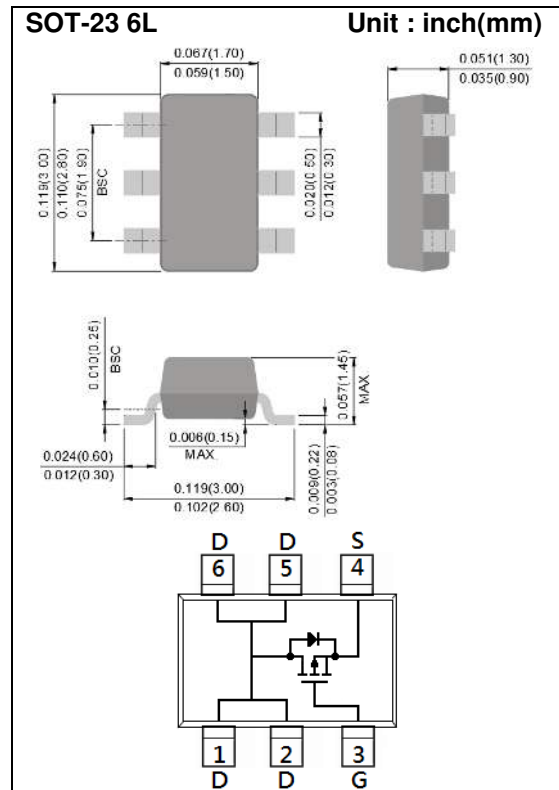 SOT-23 6L Unit : inch(mm)
0.067(1.70)
0.059(1.50)
0.051(1.30)
0.035(0.90)
0.119(3.00)
0.110(2.80)
0.075(1.90)
BSC
0.020(0.50)
0.012(0.30)
0.010(0.25)
BSC
0.057(1.45)
MAX.
0.006(0.15)
MAX.
0.024(0.60)
0.012(0.30)
0.009(0.22)
0.003(0.08)
0.119(3.00)
0.102(2.60)
D D S
6 5 4
1 2 3
D D G